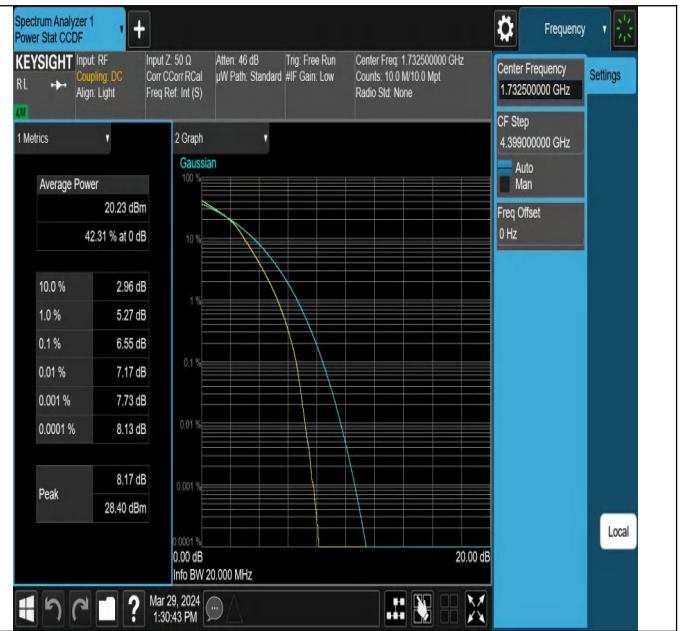 Spectrum Analyzer 1
Power Stat CCDF
Frequency
KEYSIGHT
RL
LXI
Input: RF
Coupling: DC
Align: Light
Input Z: 50 Ω
Corr CCorr RCal
Freq Ref: Int (S)
Atten: 46 dB
µW Path: Standard
Trig: Free Run
#IF Gain: Low
Center Freq: 1.732500000 GHz
Counts: 10.0 M/10.0 Mpt
Radio Std: None
Center Frequency
1.732500000 GHz
Settings
CF Step
4.399000000 GHz
Auto
Man
Freq Offset
0 Hz
Local
1 Metrics
Average Power
20.23 dBm
42.31 % at 0 dB
10.0 % 2.96 dB
1.0 % 5.27 dB
0.1 % 6.55 dB
0.01 % 7.17 dB
0.001 % 7.73 dB
0.0001 % 8.13 dB
Peak
8.17 dB
28.40 dBm
2 Graph
Gaussian
100 %
10 %
1 %
0.1 %
0.01 %
0.001 %
0.0001 %
0.00 dB 20.00 dB
Info BW 20.000 MHz
?
Mar 29, 2024
1:30:43 PM